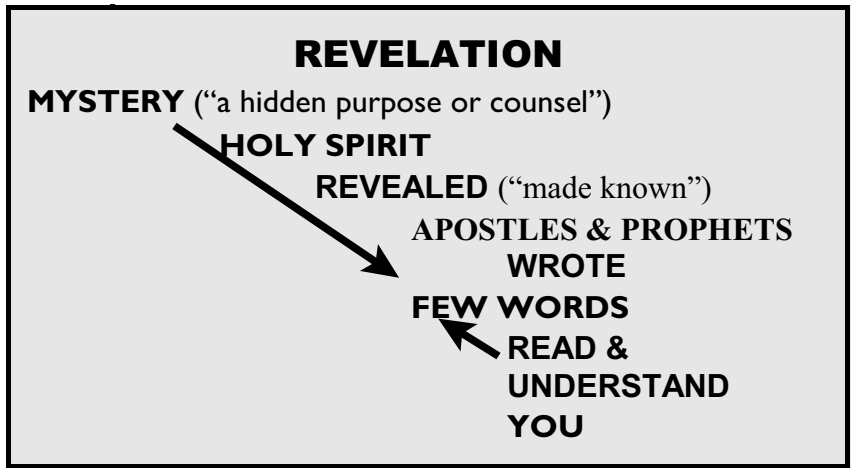 REVELATION
MYSTERY (“a hidden purpose or counsel”)
HOLY SPIRIT
REVEALED (“made known”)
APOSTLES & PROPHETS
WROTE
FEW WORDS
READ &
UNDERSTAND
YOU